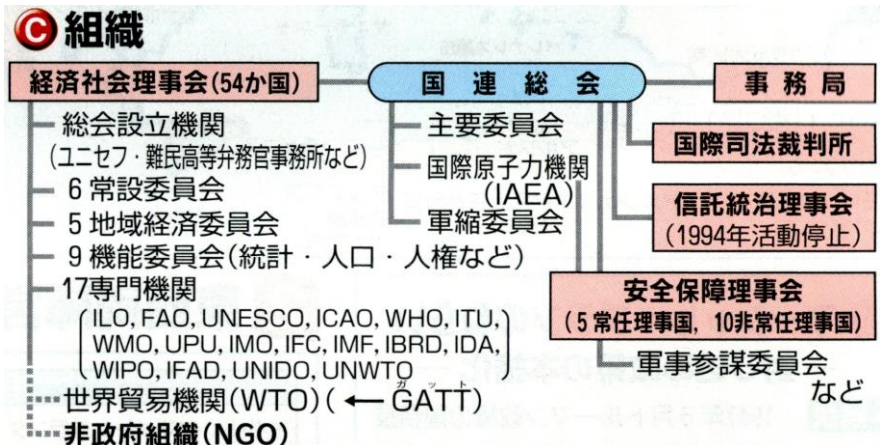 C 組織
経済社会理事会(54か国)
国連総会
事務局
総会設立機関
(ユニセフ・難民高等弁務官事務所など)
6常設委員会
5地域経済委員会
9機能委員会(統計・人口・人権など)
17専門機関
ILO, FAO, UNESCO, ICAO, WHO, ITU,
WMO, UPU, IMO, IFC, IMF, IBRD, IDA,
WIPO, IFAD, UNIDO, UNWTO
世界貿易機関(WTO)(←GATT)
ガット
非政府組織(NGO)
主要委員会
国際原子力機関
(IAEA)
軍縮委員会
国際司法裁判所
信託統治理事会
(1994年活動停止)
安全保障理事会
(5常任理事国,10非常任理事国)
軍事参謀委員会
など